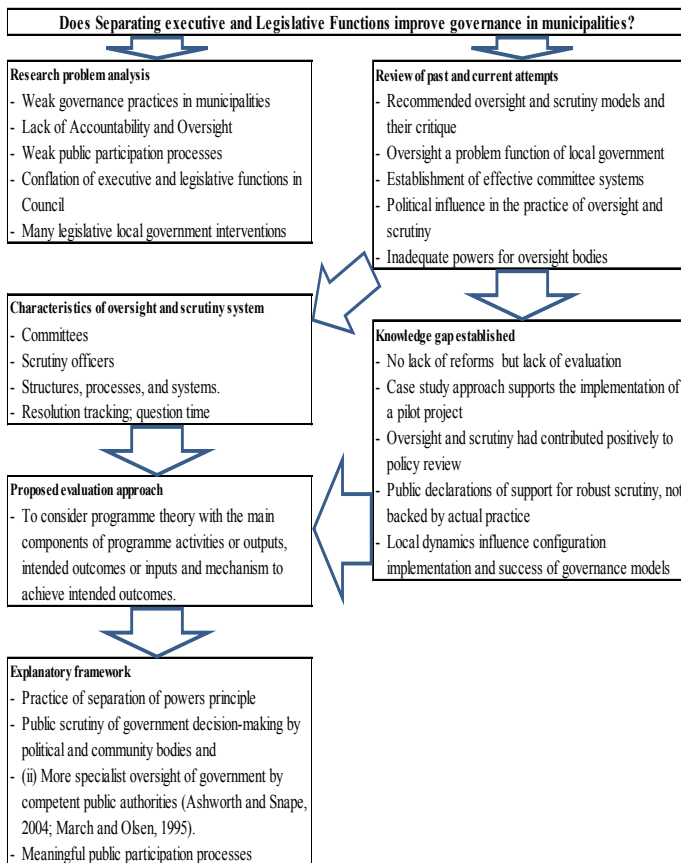 Does Separating executive and Legislative Functions improve governance in municipalities?
Research problem analysis
- Weak governance practices in municipalities
- Lack of Accountability and Oversight
- Weak public participation processes
- Conflation of executive and legislative functions in
Council
- Many legislative local government interventions
Review of past and current attempts
- Recommended oversight and scrutiny models and
their critique
- Oversight a problem function of local government
- Establishment of effective committee systems
- Political influence in the practice of oversight and
scrutiny
- Inadequate powers for oversight bodies
Characteristics of oversight and scrutiny system
- Committees
- Scrutiny officers
- Structures, processes, and systems.
- Resolution tracking; question time
Knowledge gap established
- No lack of reforms but lack of evaluation
- Case study approach supports the implementation of
a pilot project
- Oversight and scrutiny had contributed positively to
policy review
- Public declarations of support for robust scrutiny, not
backed by actual practice
- Local dynamics influence configuration
implementation and success of governance models
Proposed evaluation approach
- To consider programme theory with the main
components of programme activities or outputs,
intended outcomes or inputs and mechanism to
achieve intended outcomes.
Explanatory framework
- Practice of separation of powers principle
- Public scrutiny of government decision-making by
political and community bodies and
- (ii) More specialist oversight of government by
competent public authorities (Ashworth and Snape,
2004; March and Olsen, 1995).
- Meaningful public participation processes